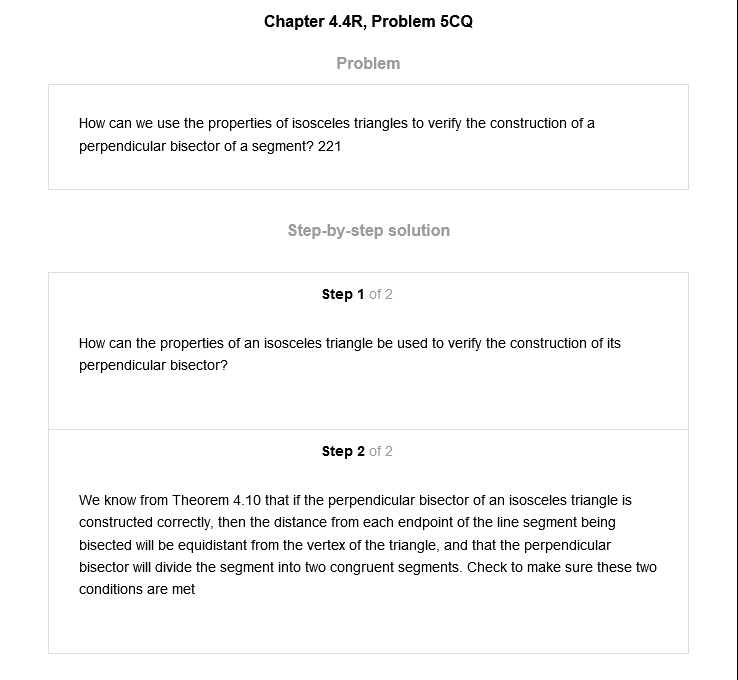 Chapter 4.4R, Problem 5CQ
Problem
How can we use the properties of isosceles triangles to verify the construction of a
perpendicular bisector of a segment? 221
Step-by-step solution
Step 1 of 2
How can the properties of an isosceles triangle be used to verify the construction of its
perpendicular bisector?
Step 2 of 2
We know from Theorem 4.10 that if the perpendicular bisector of an isosceles triangle is
constructed correctly, then the distance from each endpoint of the line segment being
bisected will be equidistant from the vertex of the triangle, and that the perpendicular
bisector will divide the segment into two congruent segments. Check to make sure these two
conditions are met